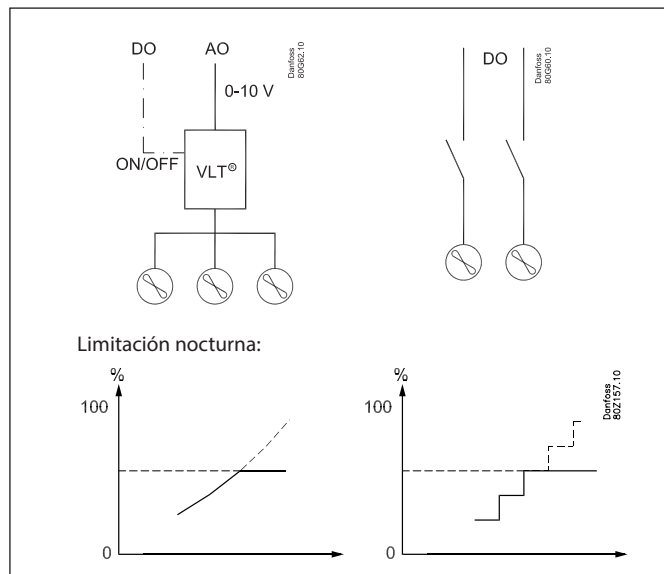 DO
AO
Danfoss
80G62.10
0-10 V
ON/OFF
VLT®
DO
Danfoss
80G60.10
Limitación nocturna:
%
100
0
%
100
0
Danfoss
80Z157.10